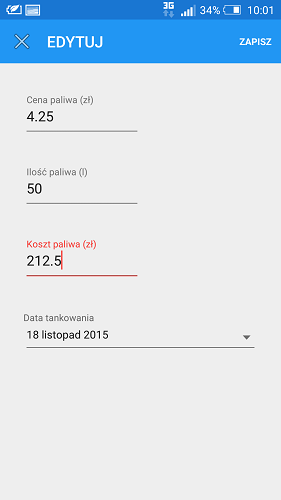 3G 34% 10:01
EDYTUJ ZAPISZ
Cena paliwa (zł)
4.25
Ilość paliwa (l)
50
Koszt paliwa (zł)
212.5
Data tankowania
18 listopad 2015